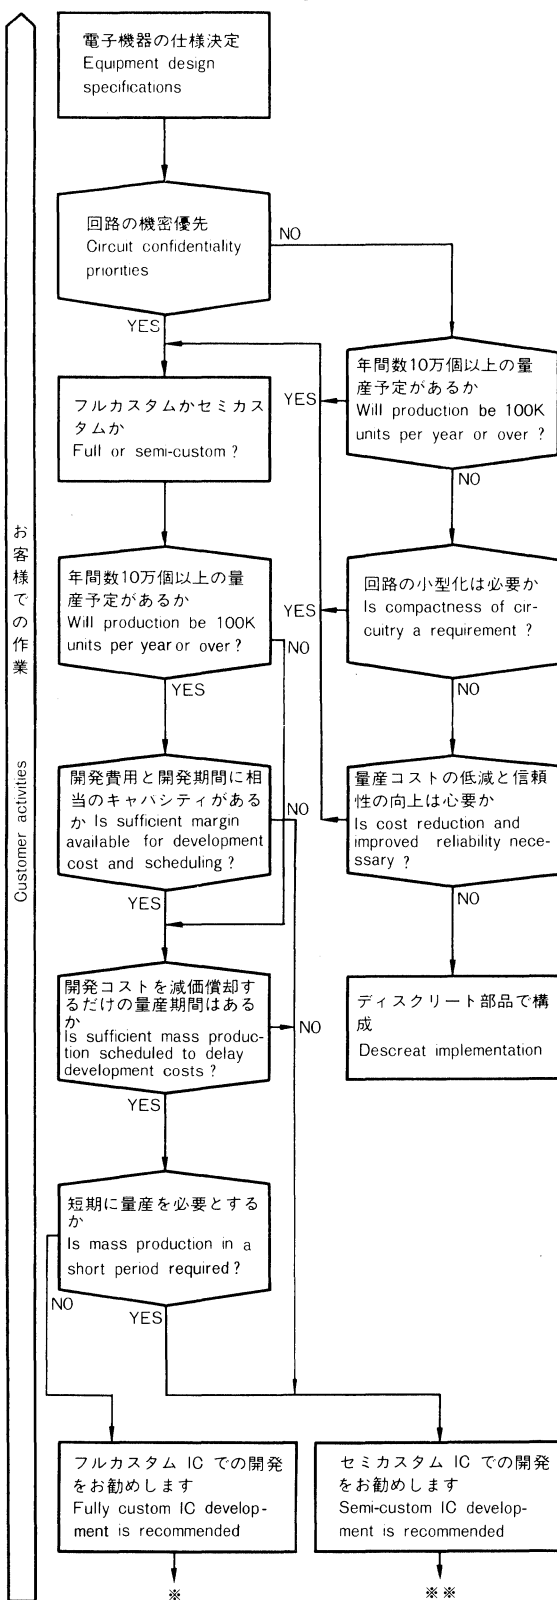 電子機器の仕様決定
Equipment design
specifications
回路の機密優先
Circuit confidentiality
priorities
NO
YES
年間数10万個以上の量
産予定があるか
Will production be 100K
units per year or over ?
YES
NO
フルカスタムかセミカス
タムか
Full or semi-custom ?
回路の小型化は必要か
Is compactness of cir-
cuitry a requirement ?
YES
NO
年間数10万個以上の量
産予定があるか
Will production be 100K
units per year or over ?
NO
YES
量産コストの低減と信頼
性の向上は心要か
Is cost reduction and
improved reliability neces-
sary ?
NO
開発費用と開発期間に相
当のキャパシティがある
か Is sufficient margin
available for development
cost and scheduling ?
NO
YES
ディスクリート部品で構
成
Descreat implementation
開発コストを減価償却す
るだけの量産期間はある
か
Is sufficient mass produc-
tion scheduled to delay
development costs ?
NO
YES
短期に量産を必要とする
か
Is mass production in a
short period required ?
NO
YES
フルカスタム IC での開発
をお勧めします
Fully custom IC develop-
ment is recommended
※
セミカスタム IC での開発
をお勧めします
Semi-custom IC develop-
ment is recommended
※※
お客様での作業
Customer activities